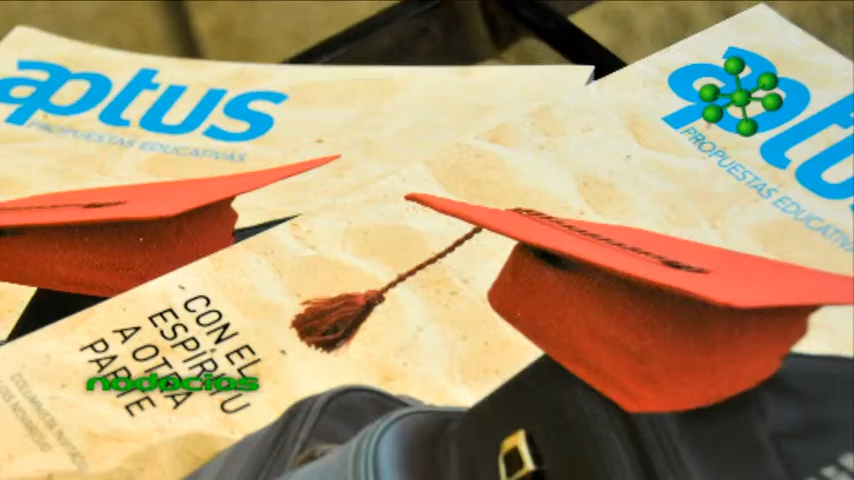 aptus
PROPUESTAS EDUCATIVAS
aptus
PROPUESTAS EDUCATIVAS
CON EL
ESPÍRITU
A OTRA
PARTE
nodocios